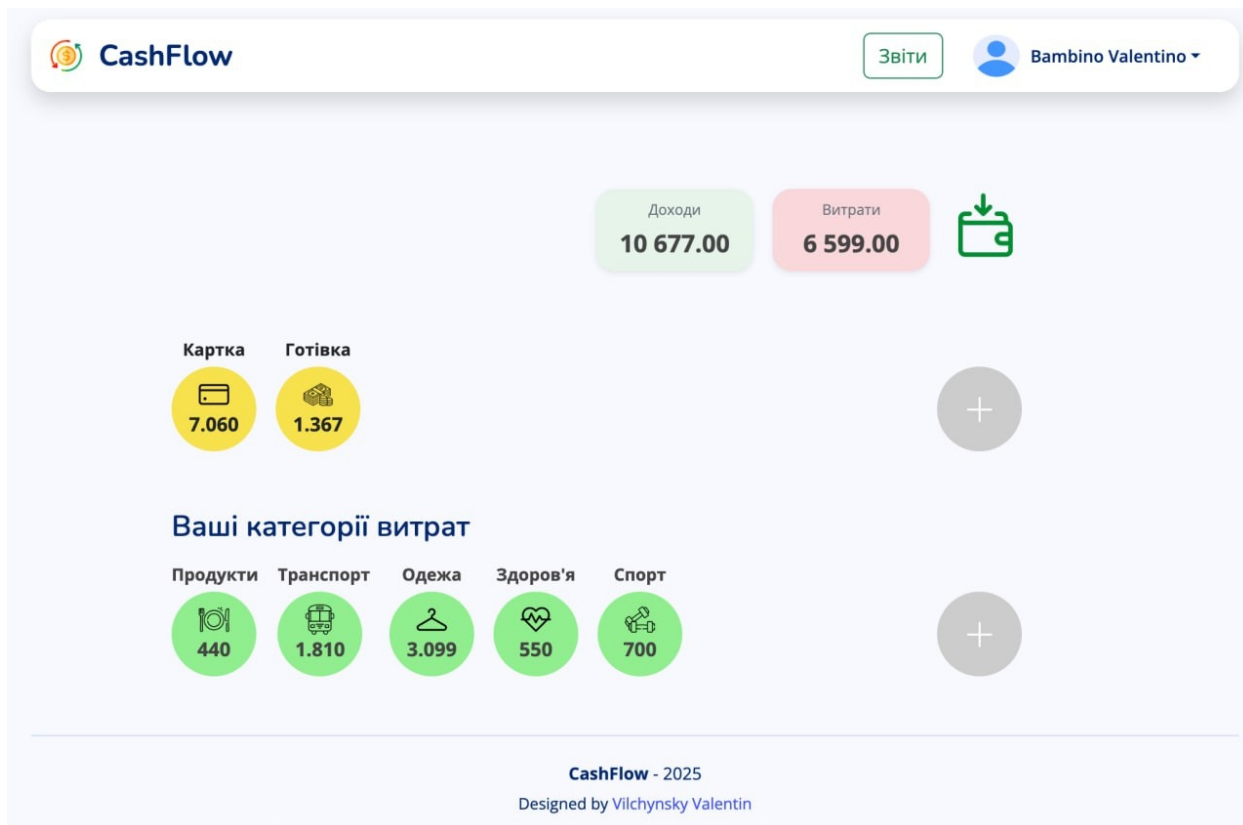 CashFlow
Звіти
Bambino Valentino
Доходи
10 677.00
Витрати
6 599.00
Картка
Готівка
7.060
1.367
Ваші категорії витрат
Продукти
Транспорт
Одежа
Здоров'я
Спорт
440
1.810
3.099
550
700
CashFlow - 2025
Designed by Vilchynsky Valentin